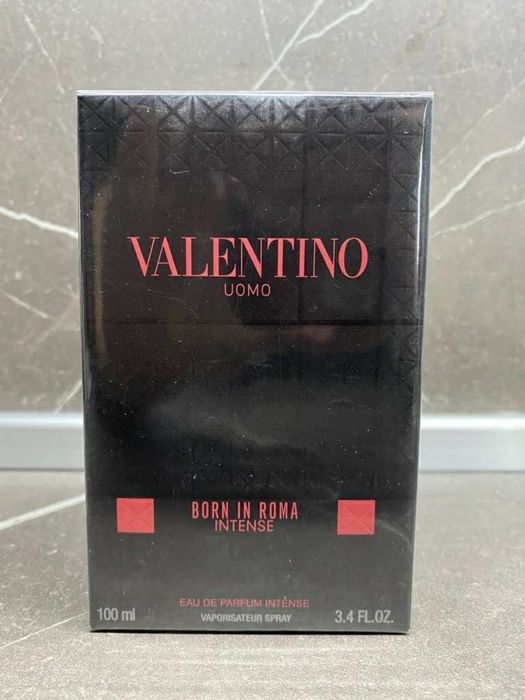 VALENTINO
UOMO
BORN IN ROMA
INTENSE
EAU DE PARFUM INTENSE
100 ml VAPORISATEUR SPRAY 3.4 FL.OZ.